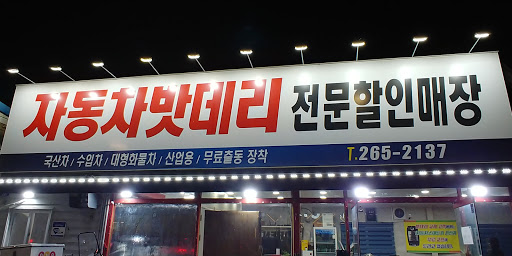 자동차밧데리 전문할인매장
국산차 / 수입차 / 대형화물차 / 산업용 / 무료출동 장착 T.265-2137